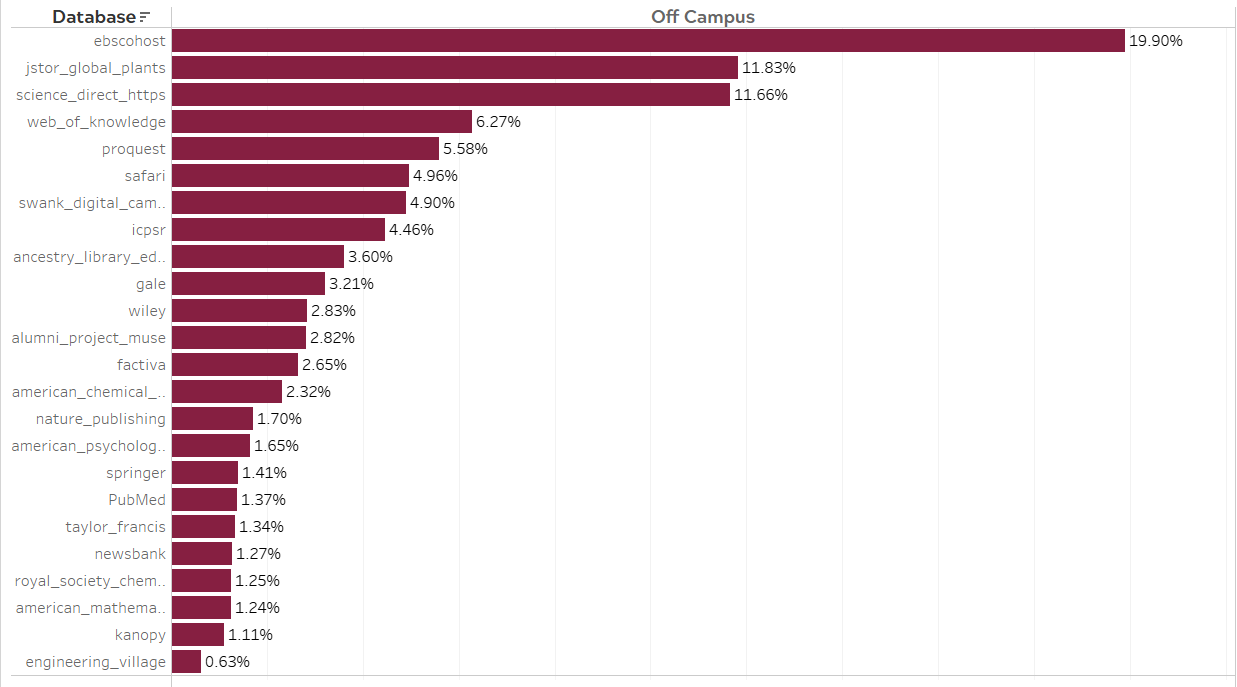 Database Off Campus
ebscohost 19.90%
jstor_global_plants 11.83%
science_direct_https 11.66%
web_of_knowledge 6.27%
proquest 5.58%
safari 4.96%
swank_digital_cam.. 4.90%
icpsr 4.46%
ancestry_library_ed.. 3.60%
gale 3.21%
wiley 2.83%
alumni_project_muse 2.82%
factiva 2.65%
american_chemical_.. 2.32%
nature_publishing 1.70%
american_psycholog.. 1.65%
springer 1.41%
PubMed 1.37%
taylor_francis 1.34%
newsbank 1.27%
royal_society_chem.. 1.25%
american_mathema.. 1.24%
kanopy 1.11%
engineering_village 0.63%